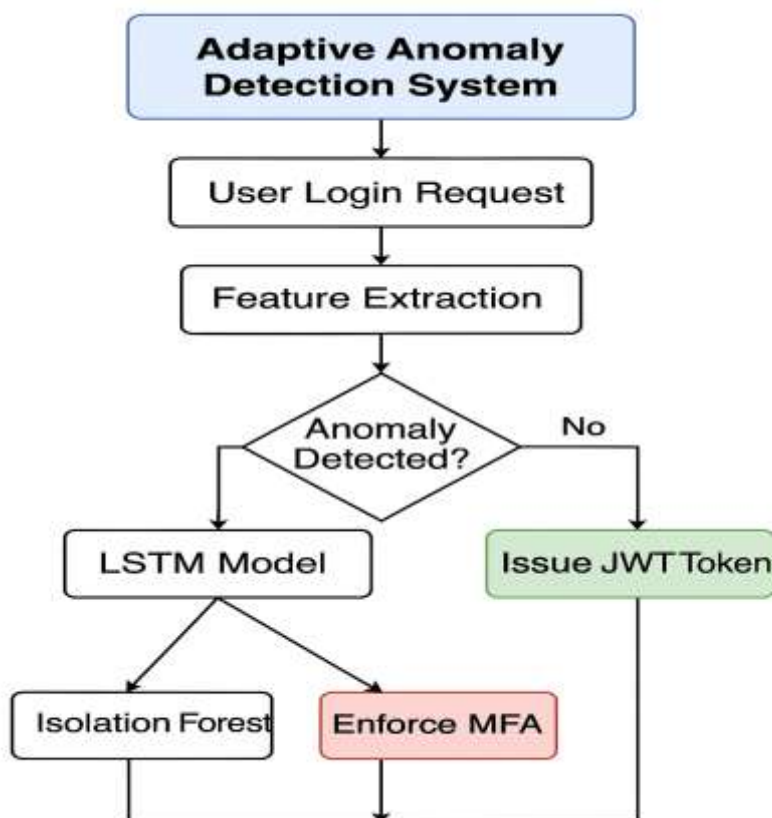 Adaptive Anomaly
Detection System
User Login Request
Feature Extraction
Anomaly
Detected?
No
LSTM Model
Issue JWT Token
Isolation Forest
Enforce MFA